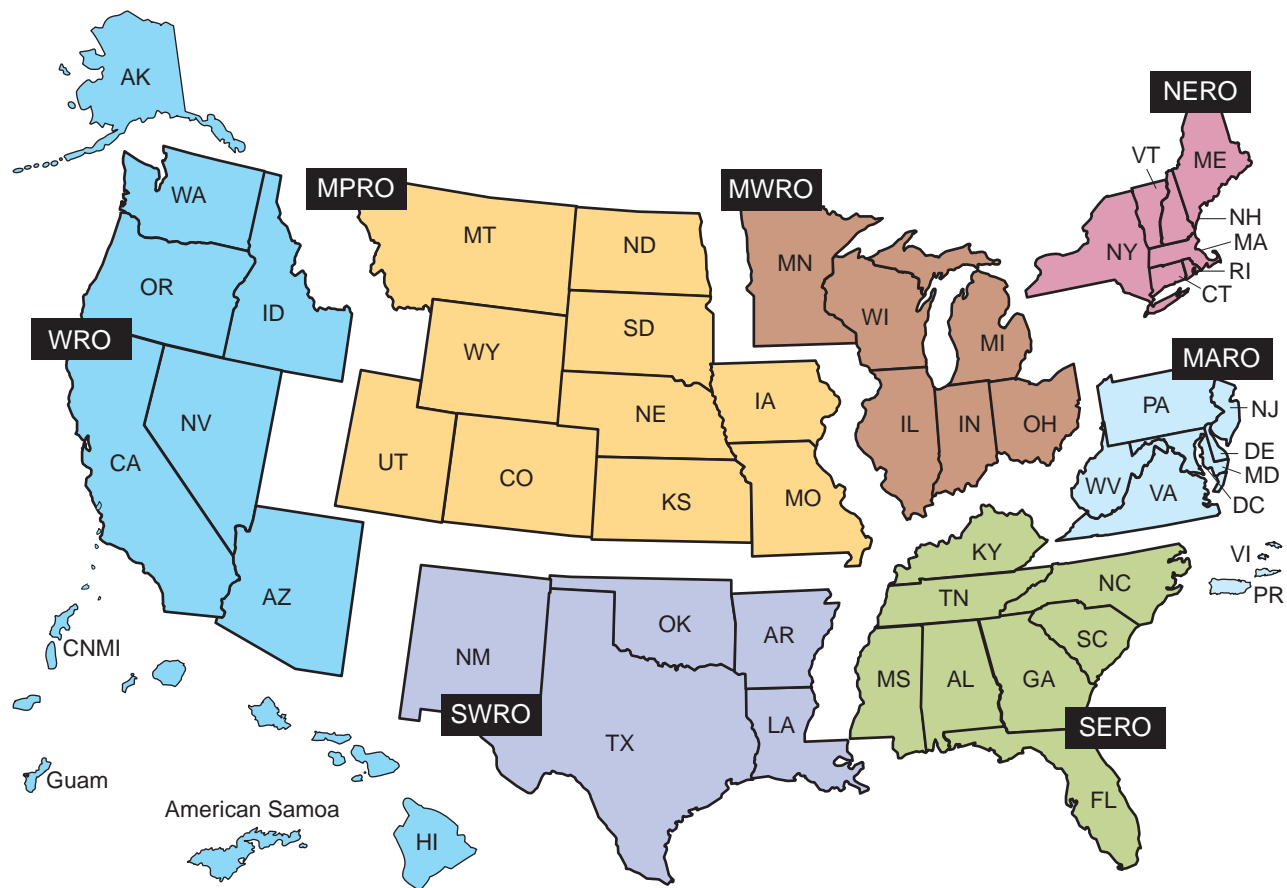 AK
NERO
VT
ME
WA
MPRO
MWRO
MT
ND
NH
MN
NY
MA
RI
CT
OR
ID
WI
WRO
SD
WY
MI
MARO
IA
PA
NJ
NE
NV
IL
IN
OH
CA
UT
CO
DE
MD
WV
VA
DC
KS
MO
KY
VI
NC
PR
AZ
TN
OK
AR
CNMI
NM
SC
MS
AL
GA
SWRO
LA
SERO
TX
Guam
FL
American Samoa
HI